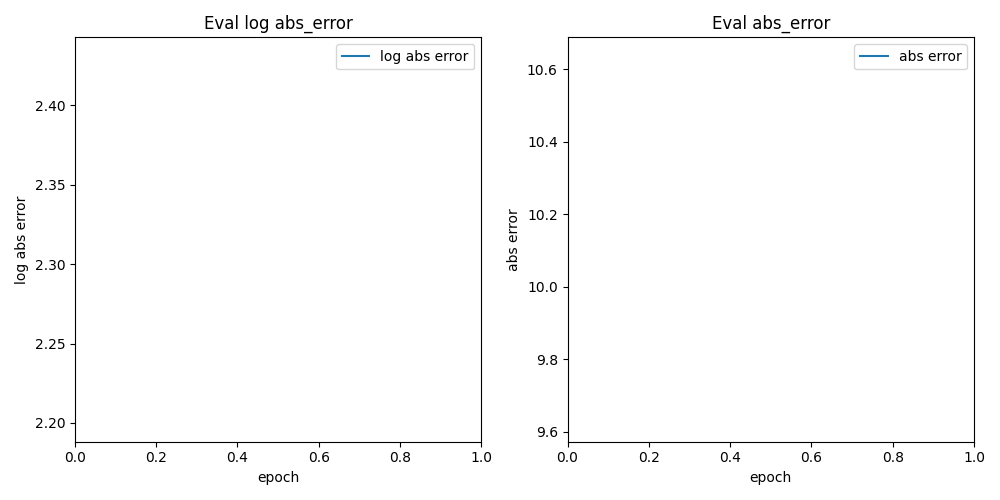 Eval log abs_error
log abs error
2.40
2.35
2.30
2.25
2.20
log abs error
0.0 0.2 0.4 0.6 0.8 1.0
epoch
Eval abs_error
abs error
10.6
10.4
10.2
10.0
9.8
9.6
abs error
0.0 0.2 0.4 0.6 0.8 1.0
epoch